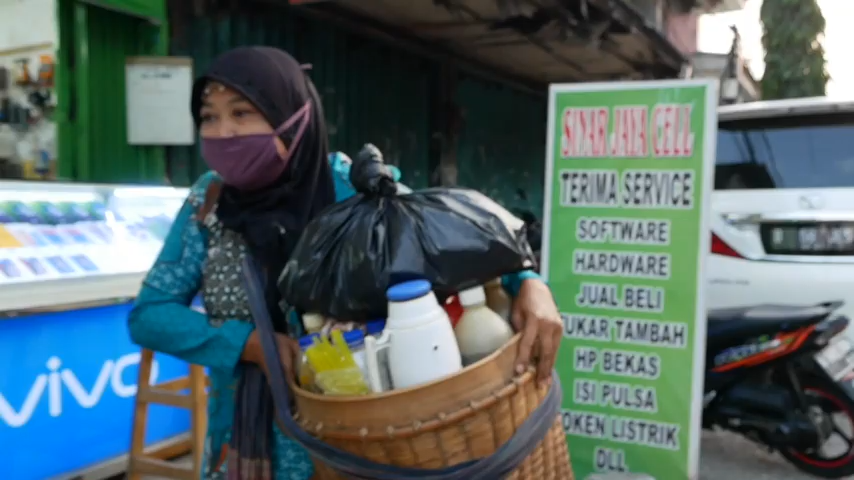 SINAR JAYA CELL
TERIMA SERVICE
SOFTWARE
HARDWARE
JUAL BELI
TUKAR TAMBAH
HP BEKAS
ISI PULSA
TOKEN LISTRIK
DLL
vivo